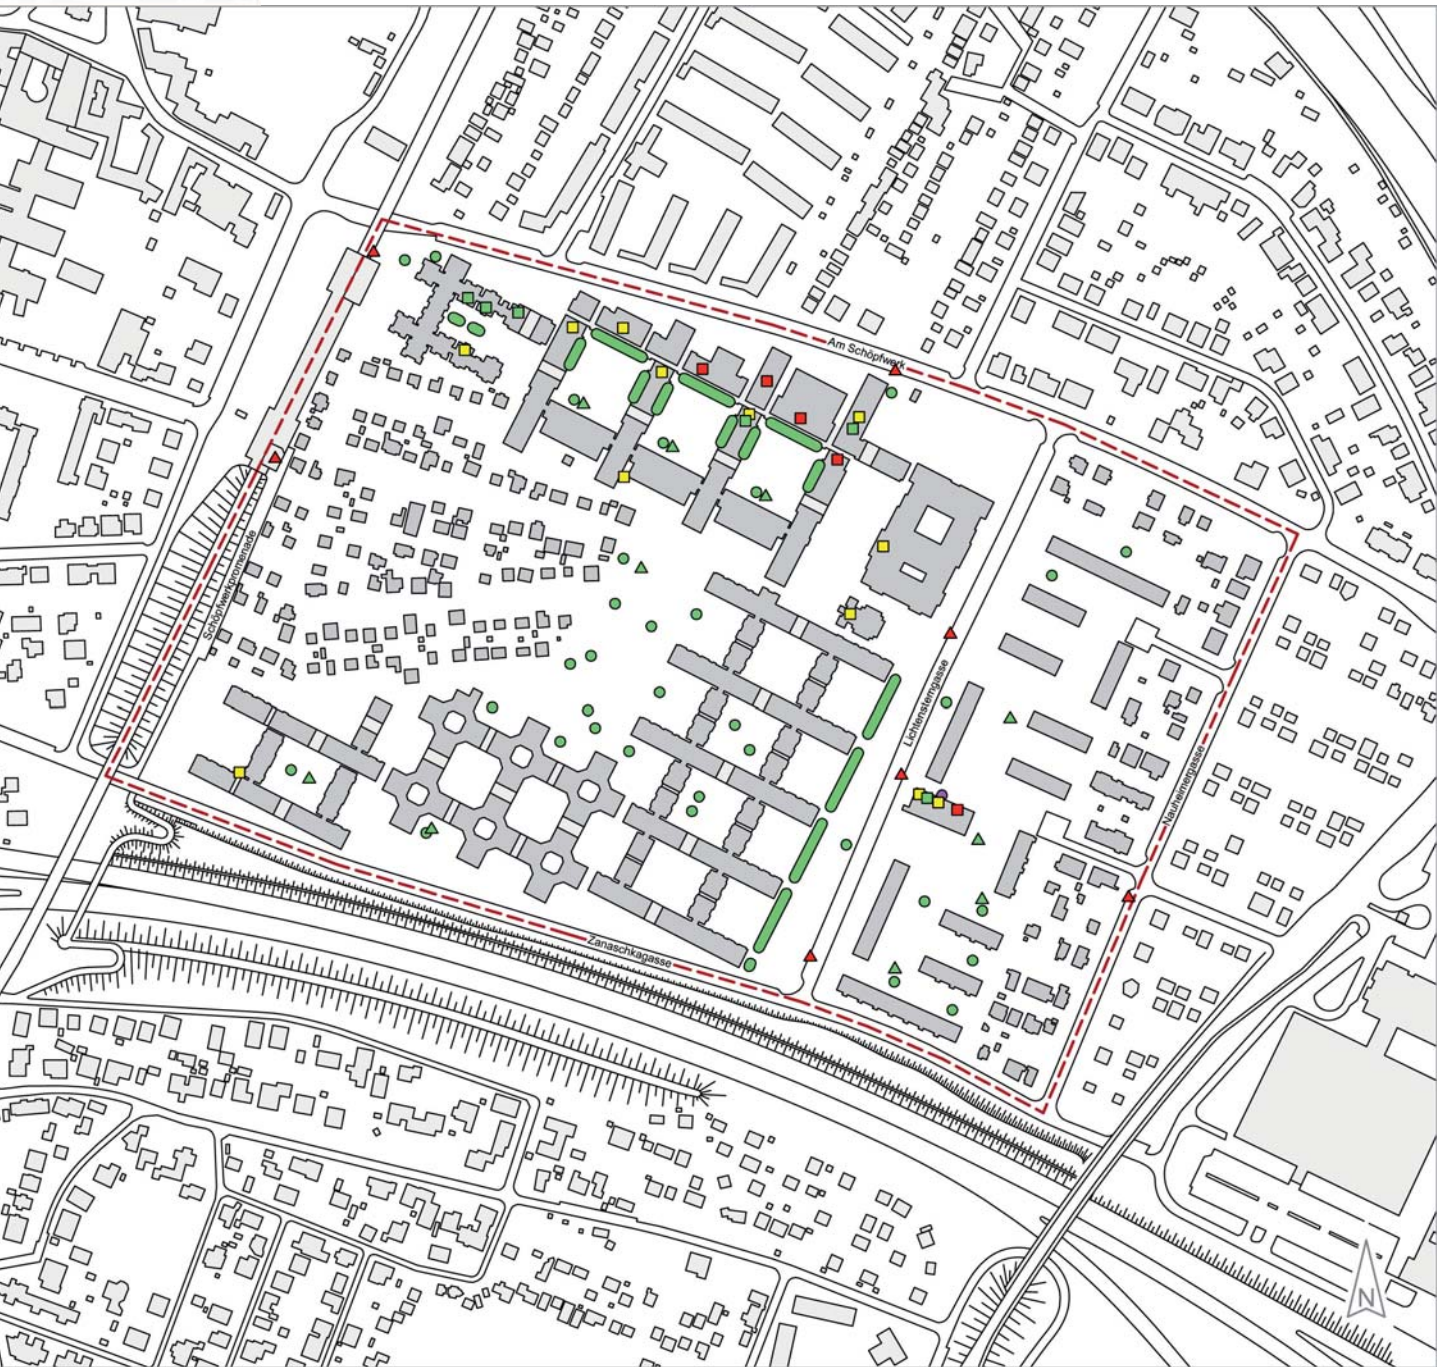 Am Schöpfwerk
Schöpfwerkpromenade
Lichtensterngasse
Nauheimergasse
Zanaschkagasse
N